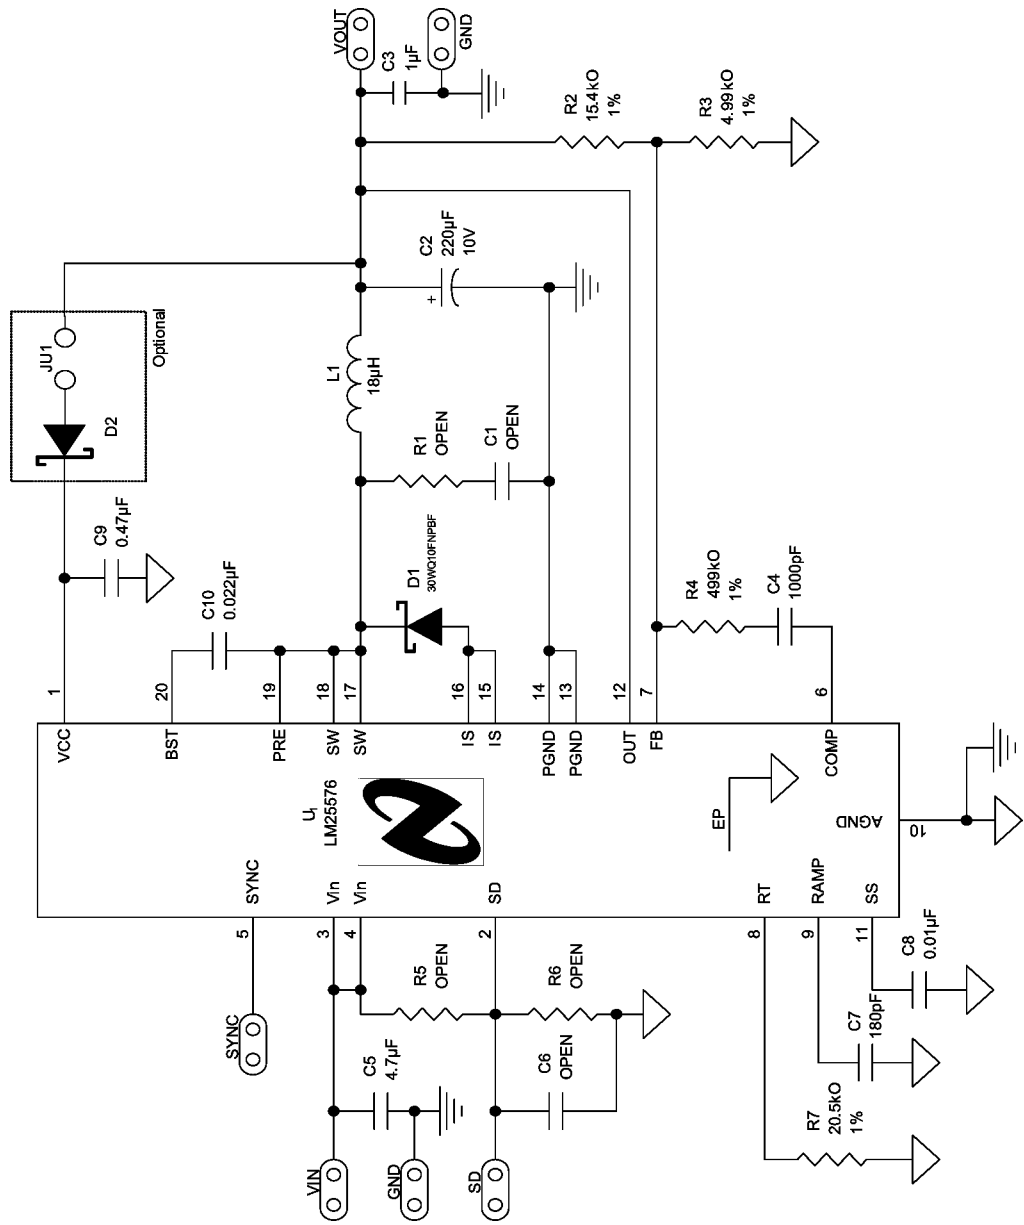 VIN
GND
SD
SYNC
C5
4.7µF
R5
OPEN
R6
OPEN
C6
OPEN
R7
20.5kO
1%
C7
180pF
C8
0.01µF
5
3
4
2
8
9
11
10
SYNC
Vin
Vin
SD
RT
RAMP
SS
AGND
EP
U1
LM25576
VCC
BST
PRE
SW
SW
IS
IS
PGND
PGND
OUT
FB
COMP
1
20
19
18
17
16
15
14
13
12
7
6
C9
0.47µF
C10
0.022µF
D2
JU1
Optional
D1
30WQ10FNPBF
R1
OPEN
C1
OPEN
L1
18µH
C2
220µF
10V
+
R4
499kO
1%
C4
1000pF
R2
15.4kO
1%
R3
4.99kO
1%
C3
1µF
VOUT
GND